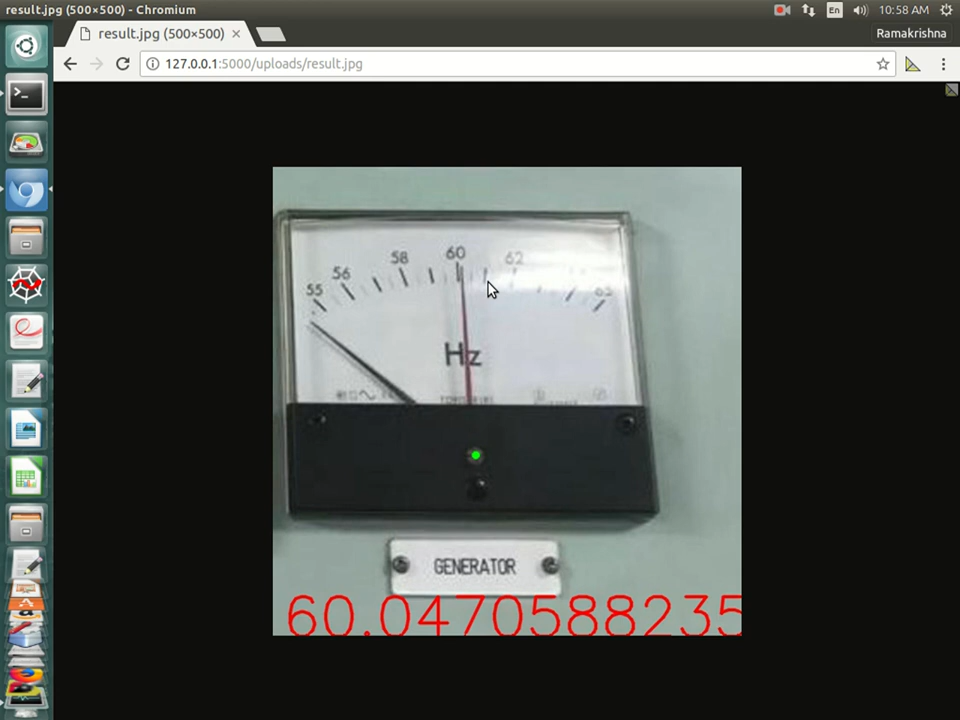 result.jpg (500×500) - Chromium
En
10:58 AM
result.jpg (500×500)
Ramakrishna
127.0.0.1:5000/uploads/result.jpg
55 56 58 60 62 65
Hz
GENERATOR
60.0470588235